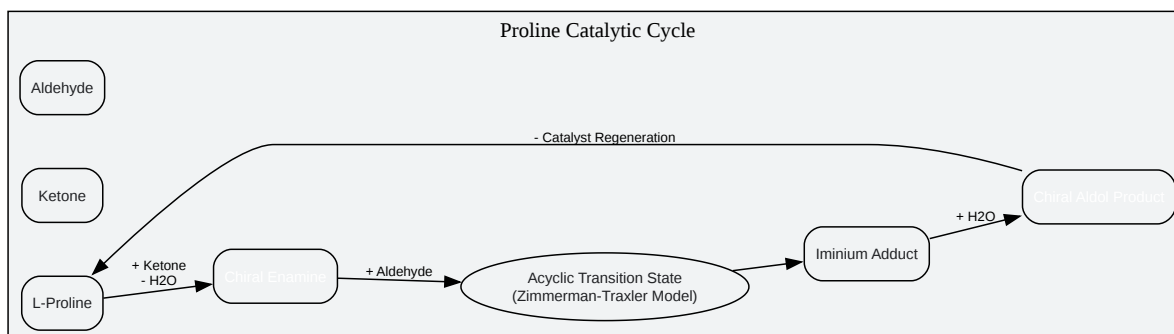 Proline Catalytic Cycle
Aldehyde
- Catalyst Regeneration
Ketone
Chiral Aldol Product
+ H2O
+ Ketone
- H2O
L-Proline
Chiral Enamine
+ Aldehyde
Acyclic Transition State
(Zimmerman-Traxler Model)
Iminium Adduct